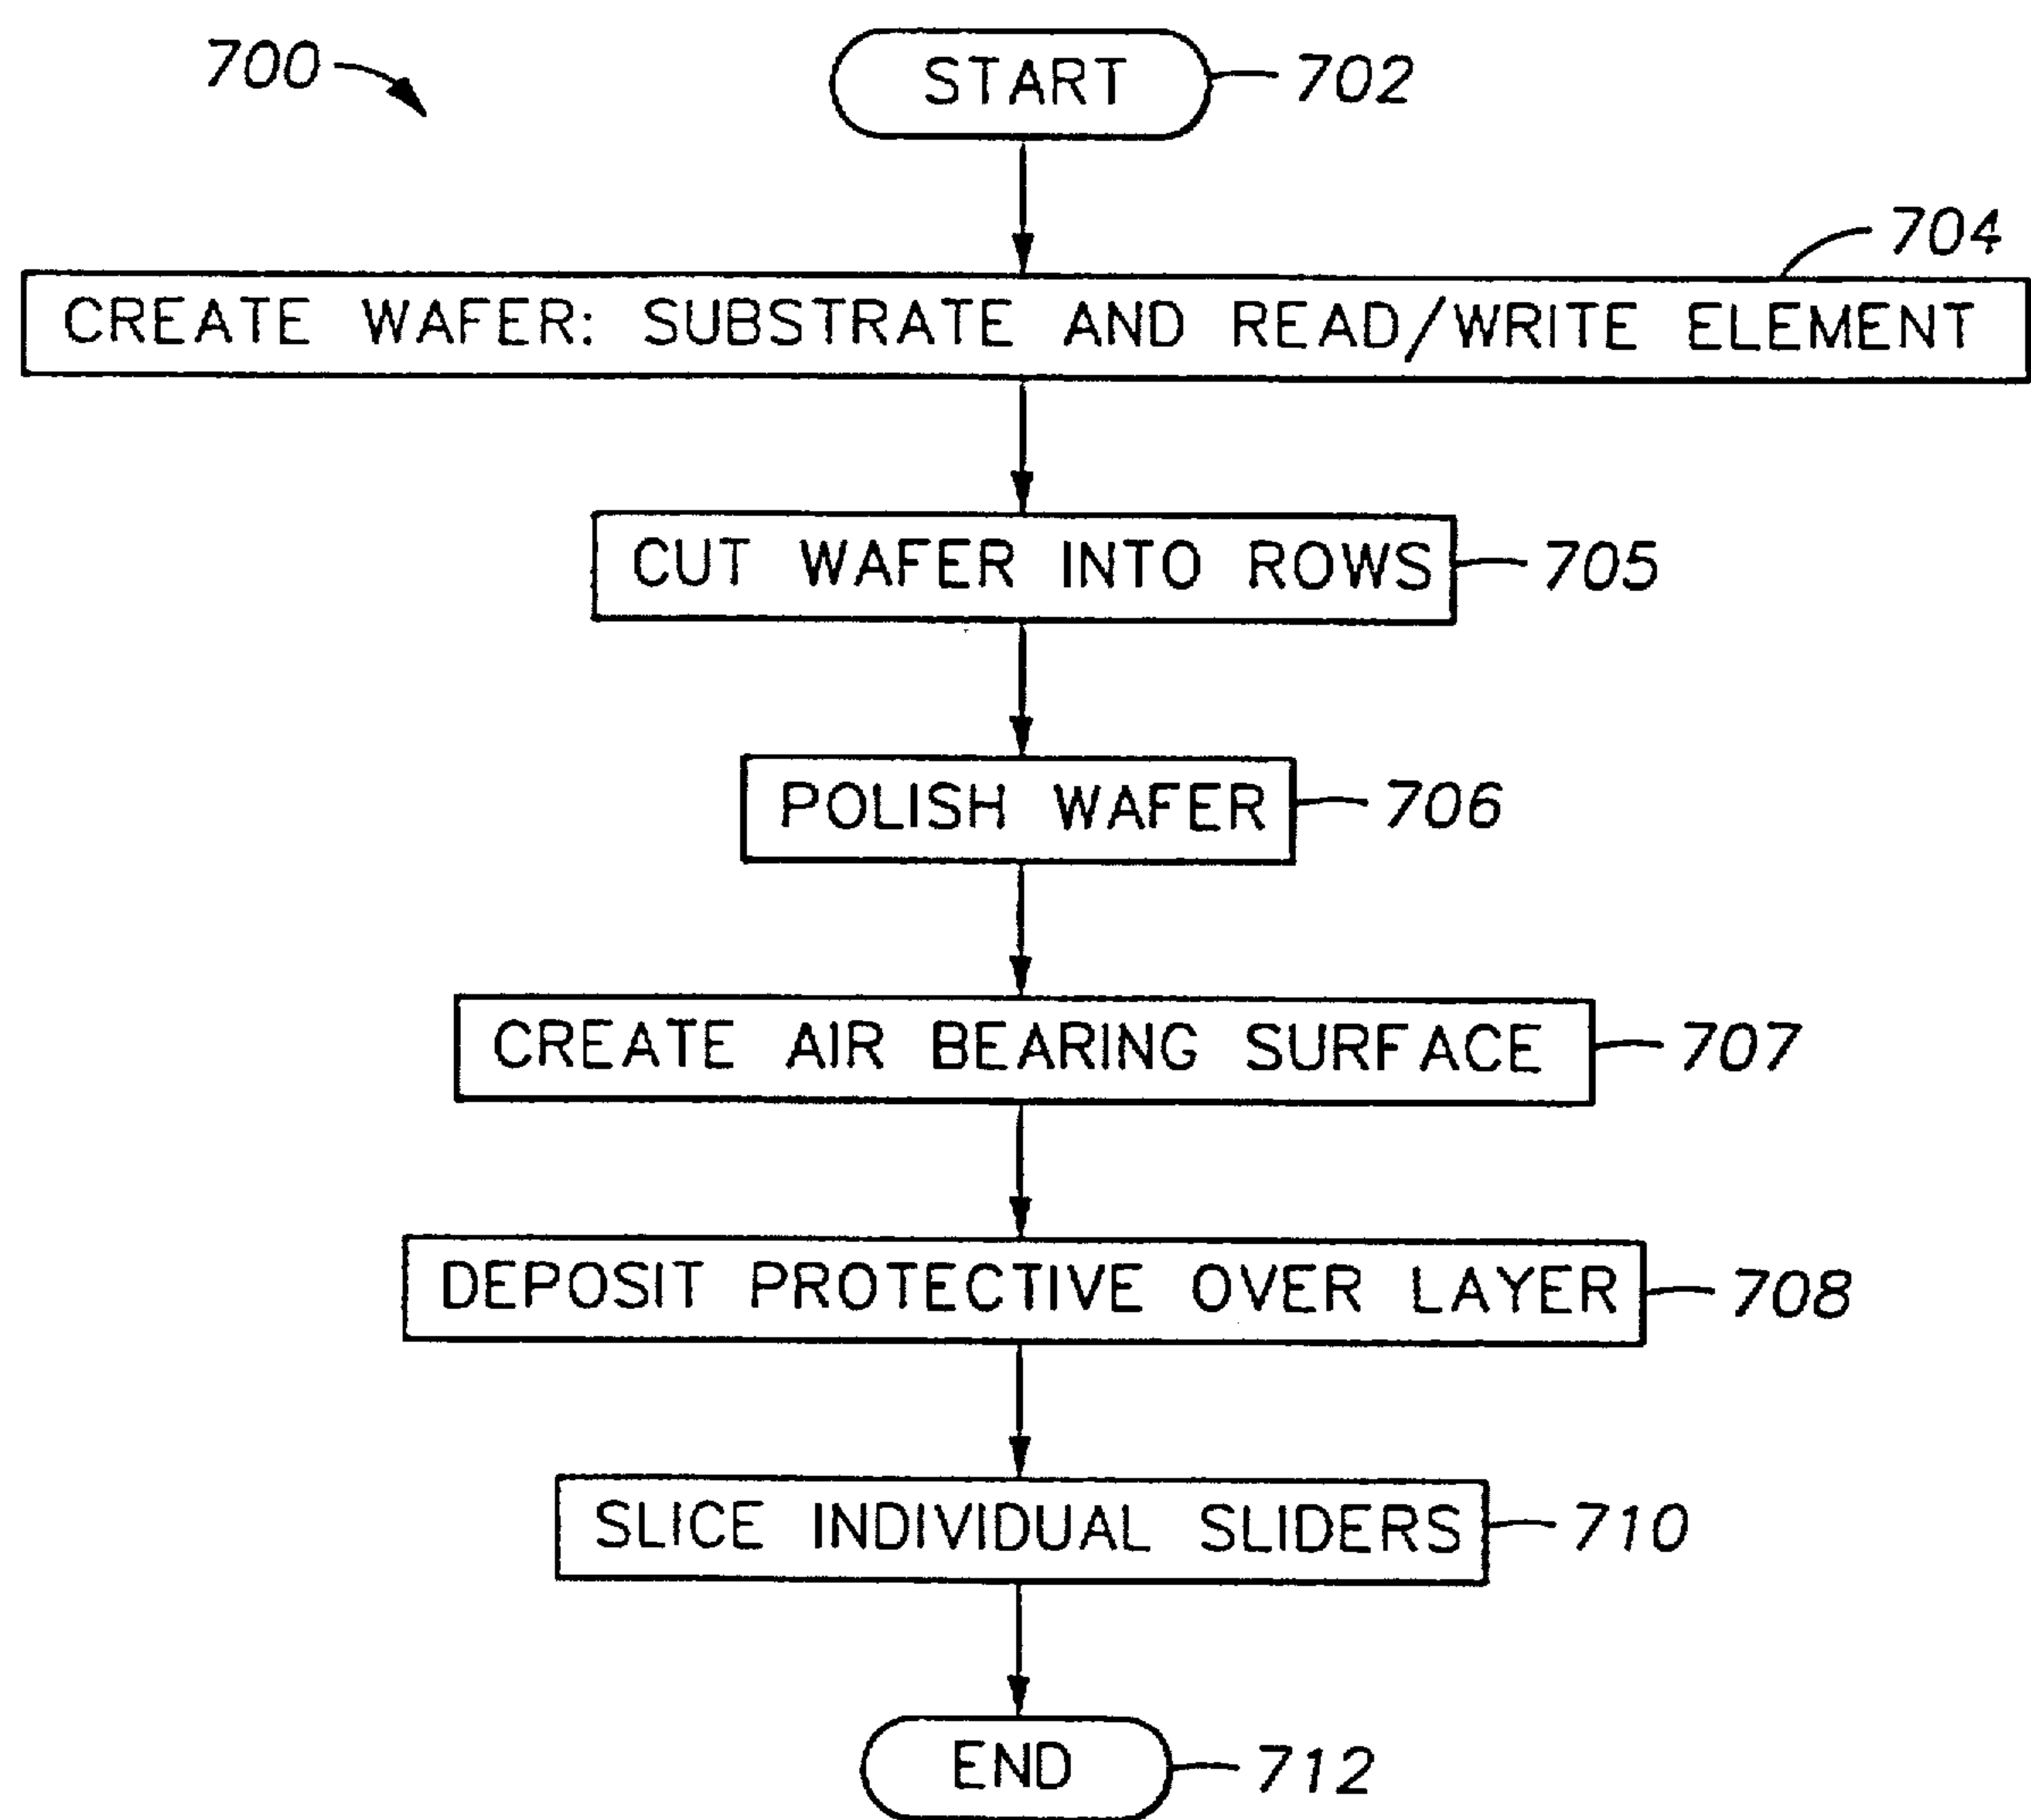 700
START
702
704
CREATE WAFER: SUBSTRATE AND READ/WRITE ELEMENT
CUT WAFER INTO ROWS
705
POLISH WAFER
706
CREATE AIR BEARING SURFACE
707
DEPOSIT PROTECTIVE OVER LAYER
708
SLICE INDIVIDUAL SLIDERS
710
END
712